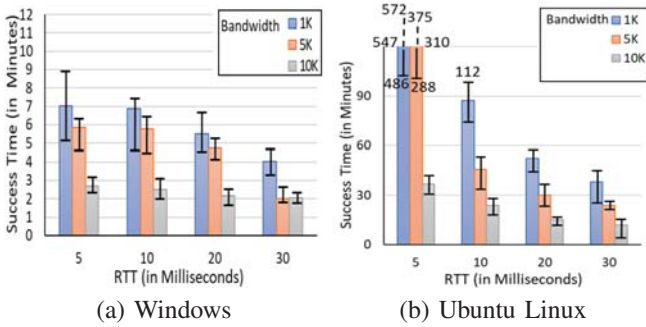 12
11
10
9
8
7
6
5
4
3
2
1
0
Success Time (in Minutes)
Bandwidth
1K
5K
10K
5
10
20
30
RTT (in Milliseconds)
(a) Windows
572
375
547
310
486
288
112
90
60
30
0
Success Time (in Minutes)
Bandwidth
1K
5K
10K
5
10
20
30
RTT (in Milliseconds)
(b) Ubuntu Linux